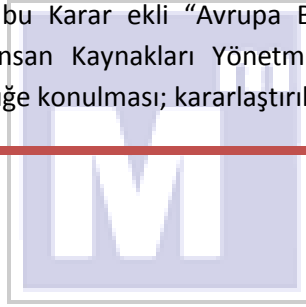 bu Karar ekli “Avrupa B
nsan Kaynakları Yönetm
ğe konulması; kararlaştırıl
M